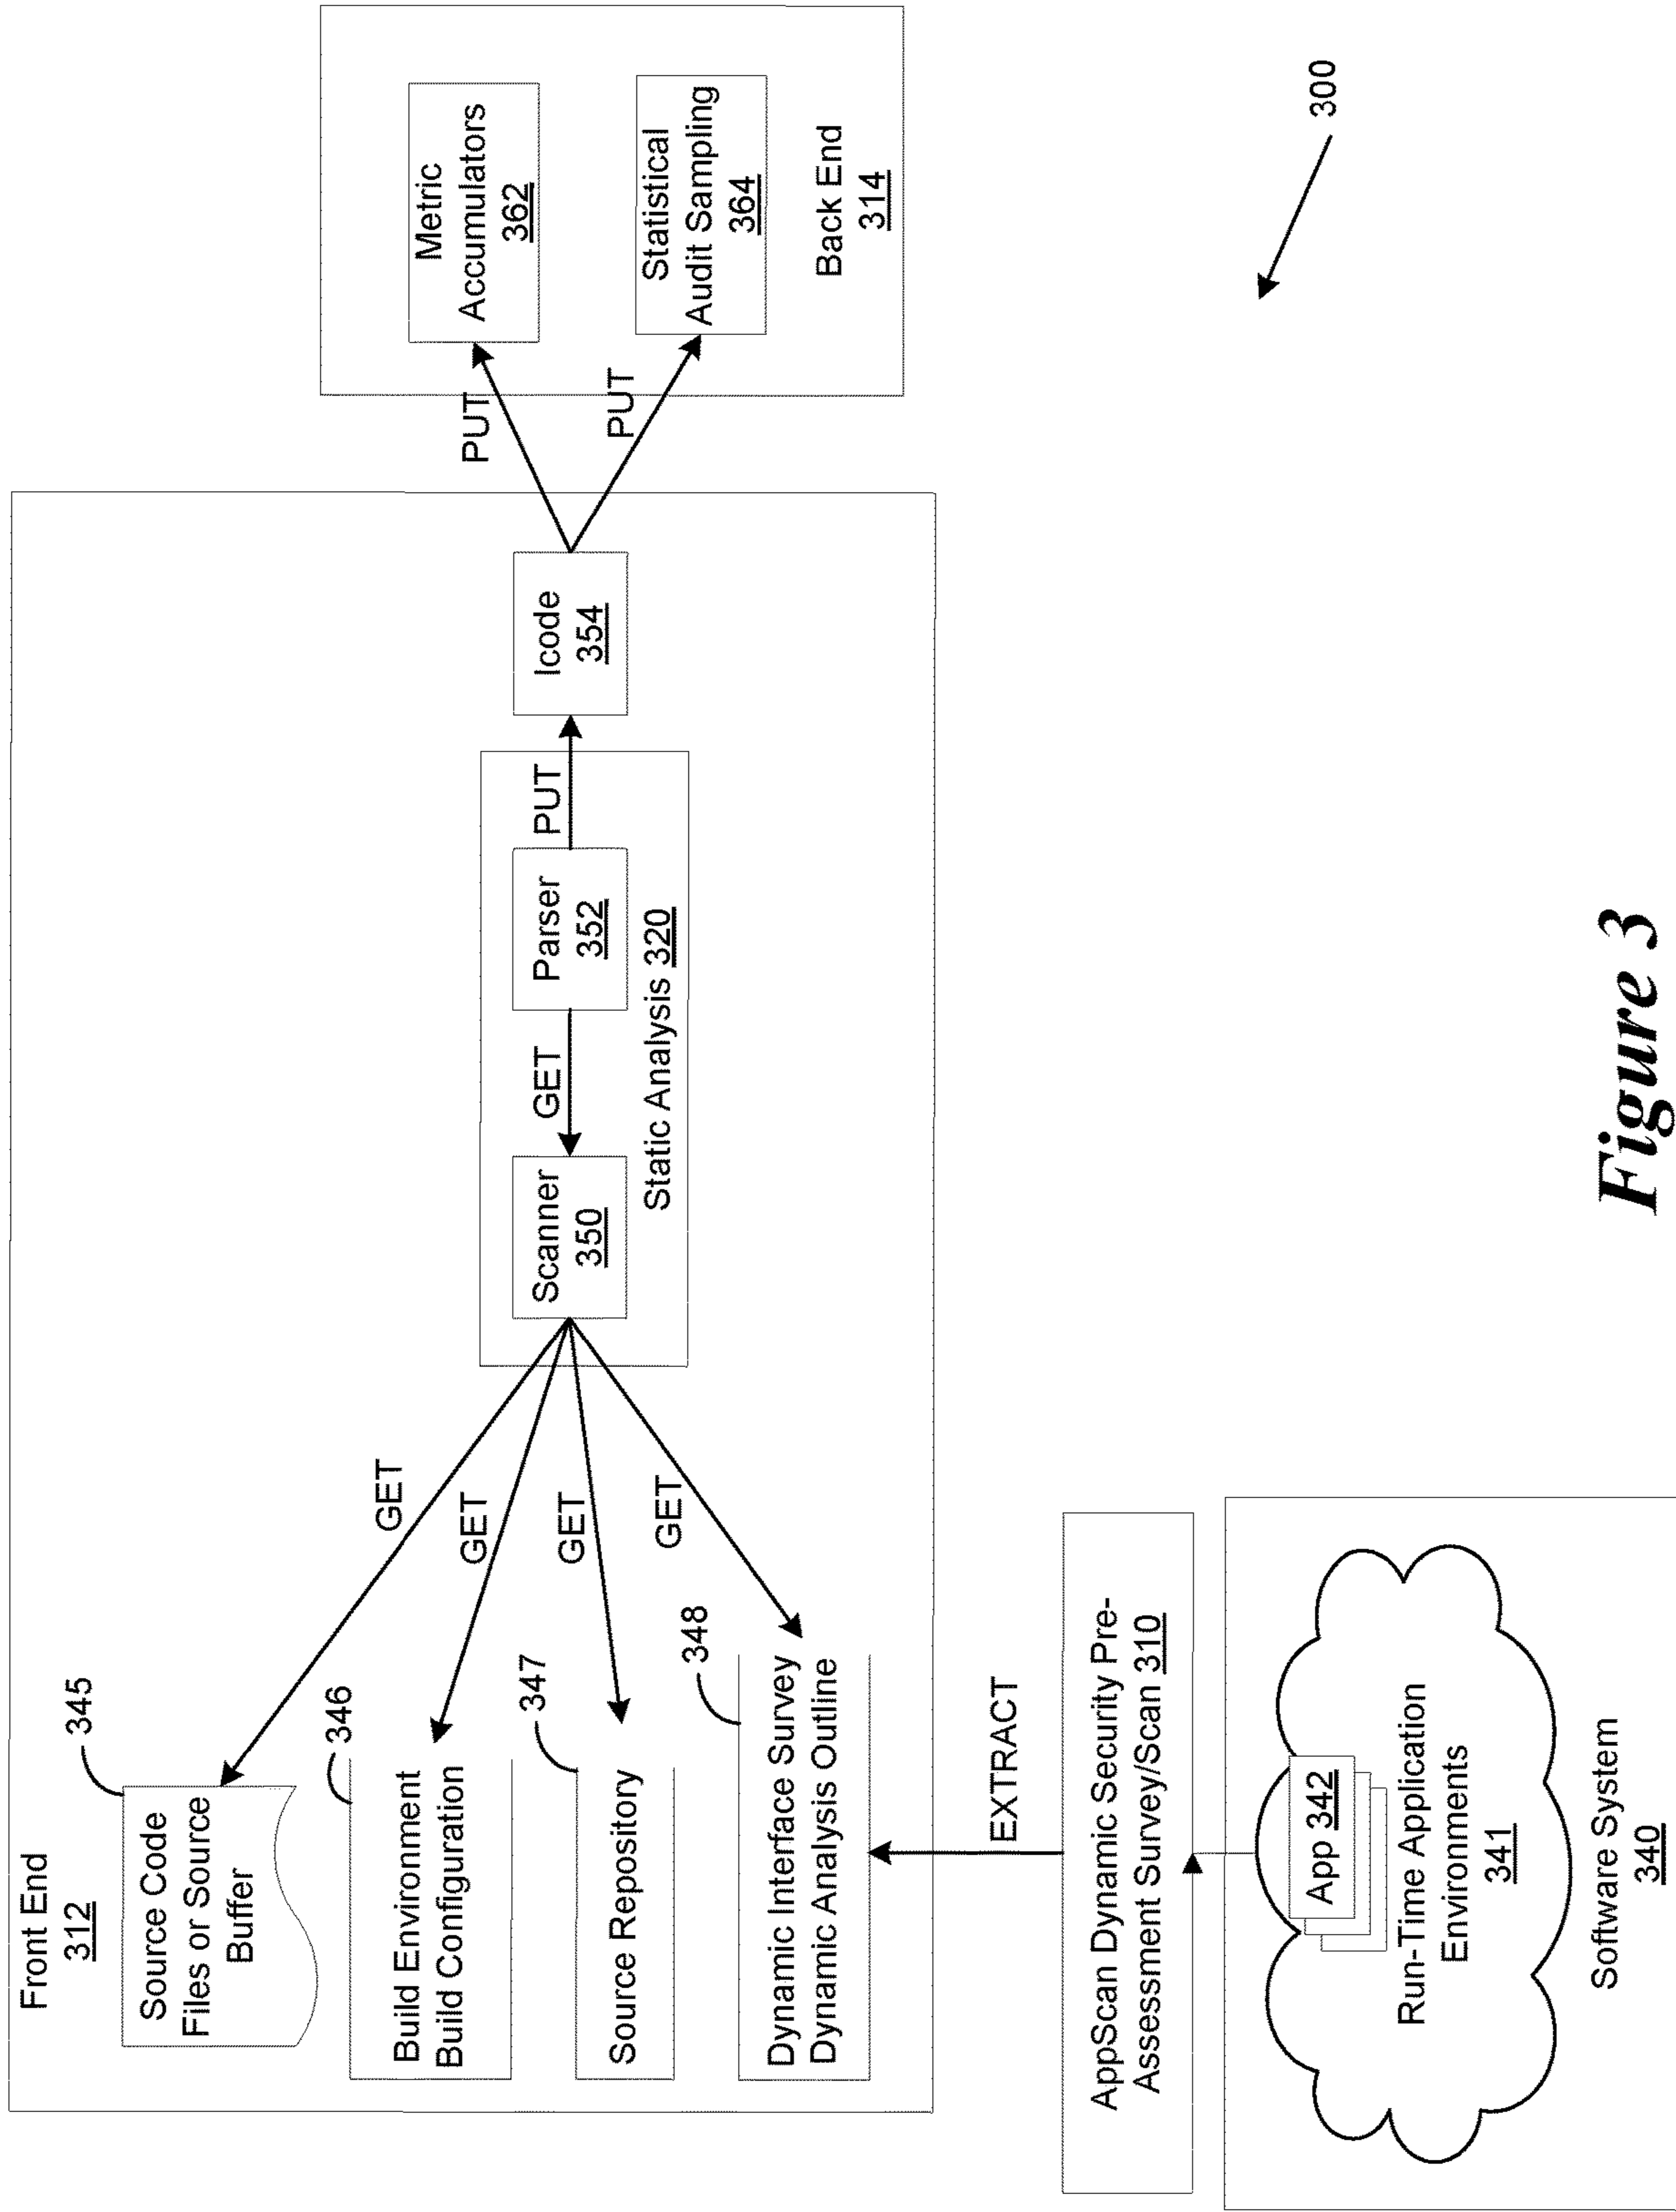 Front End
312
Source Code
Files or Source
Buffer
345
Build Environment
Build Configuration
346
Source Repository
347
Dynamic Interface Survey
Dynamic Analysis Outline
348
GET
GET
GET
GET
Scanner
350
GET
Parser
352
Static Analysis 320
PUT
Icode
354
PUT
PUT
Metric
Accumulators
362
Statistical
Audit Sampling
364
Back End
314
EXTRACT
AppScan Dynamic Security Pre-
Assessment Survey/Scan 310
App 342
Run-Time Application
Environments
341
Software System
340
300
Figure 3